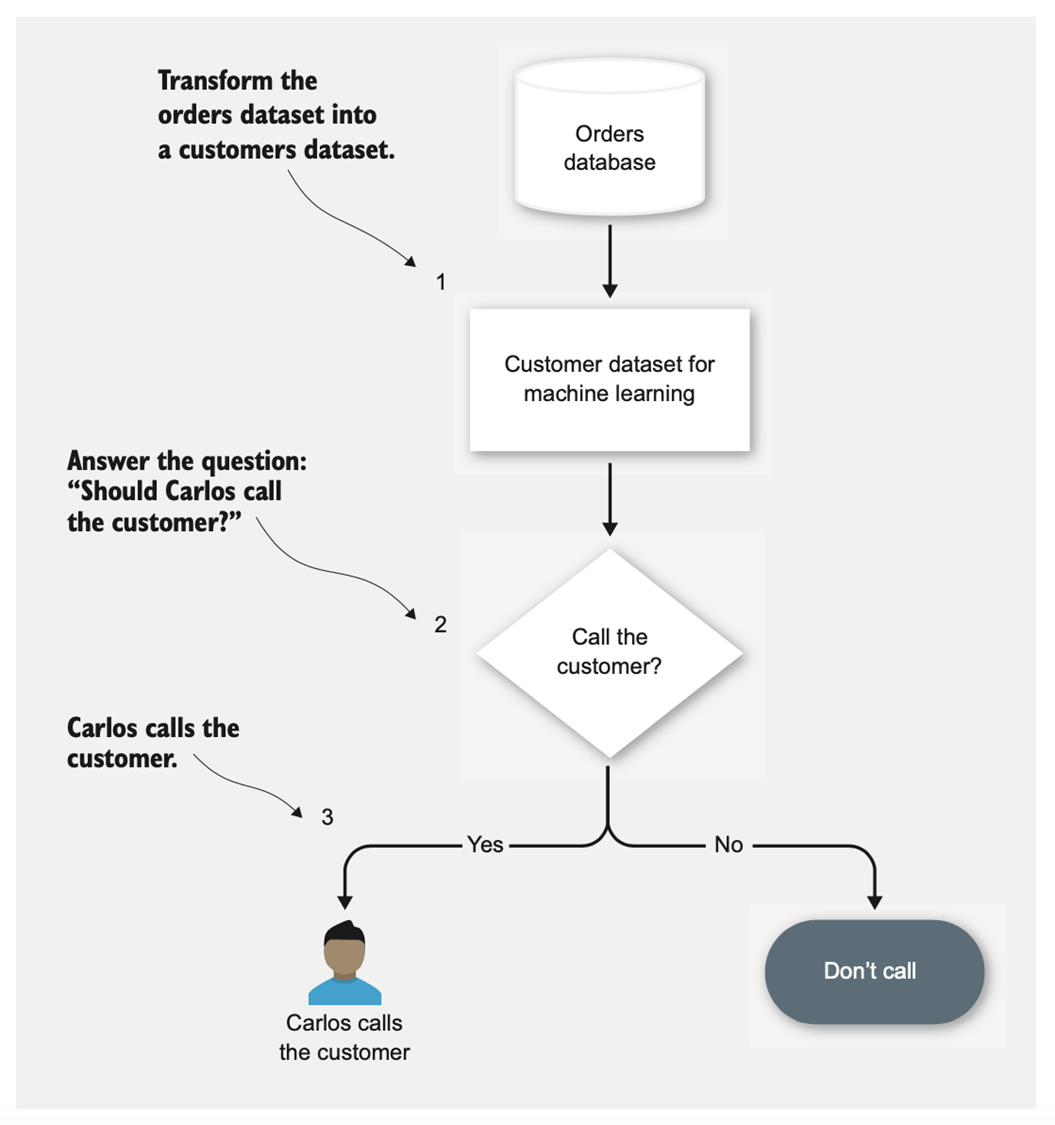 Transform the
orders dataset into
a customers dataset.
Orders
database
1
Customer dataset for
machine learning
Answer the question:
“Should Carlos call
the customer?”
2
Call the
customer?
Carlos calls the
customer.
3
Yes
No
Don’t call
Carlos calls
the customer